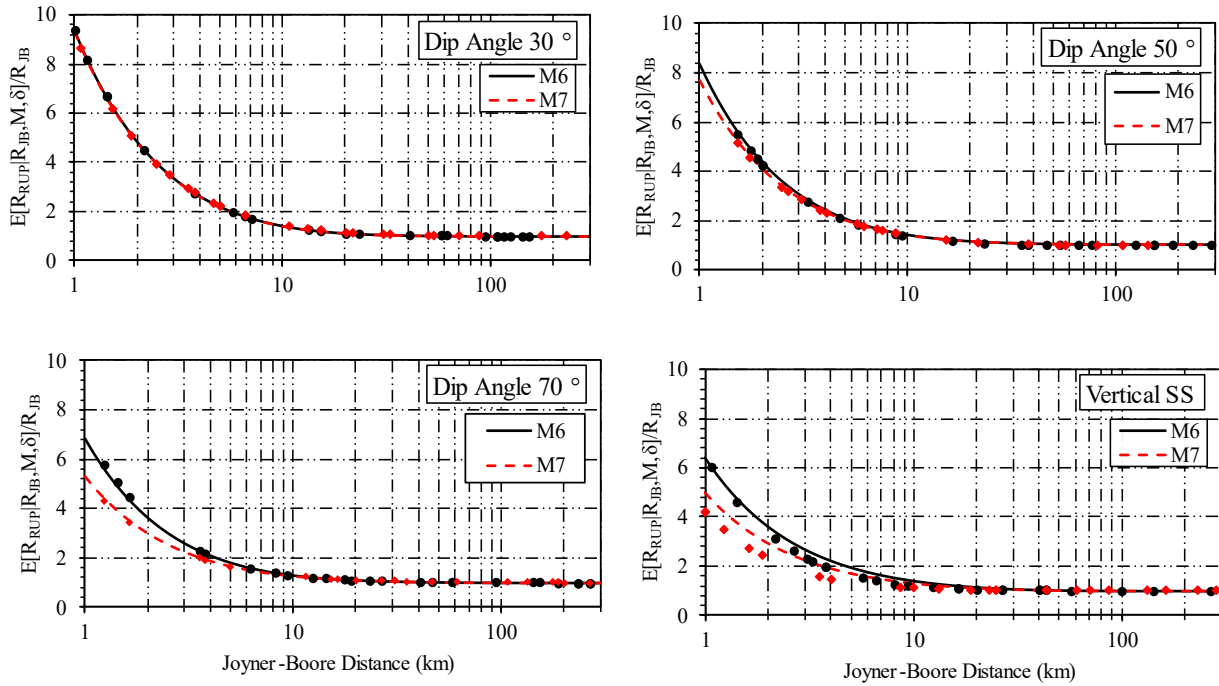 10
8
6
4
2
0
E[R_RUP|R_JB,M,δ]/R_JB
Dip Angle 30 °
M6
M7
1
10
100
10
8
6
4
2
0
E[R_RUP|R_JB,M,δ]/R_JB
Dip Angle 50 °
M6
M7
1
10
100
10
8
6
4
2
0
E[R_RUP|R_JB,M,δ]/R_JB
Dip Angle 70 °
M6
M7
1
10
100
Joyner-Boore Distance (km)
10
8
6
4
2
0
E[R_RUP|R_JB,M,δ]/R_JB
Vertical SS
M6
M7
1
10
100
Joyner-Boore Distance (km)